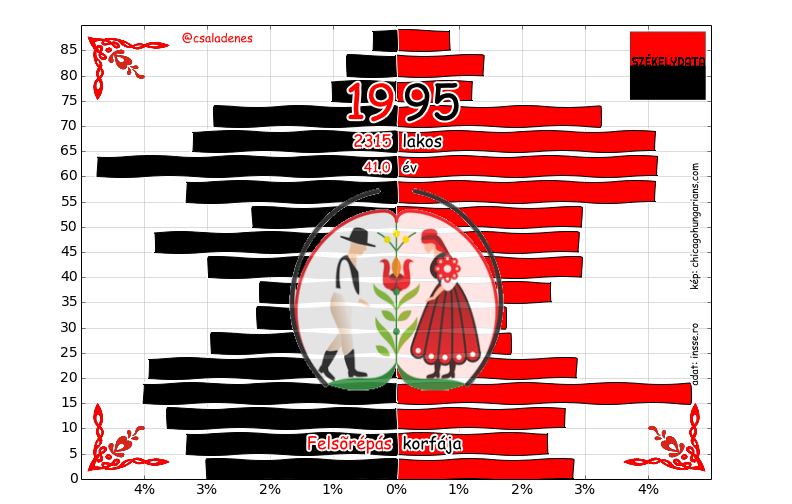 @csaladenes
SZÉKELYDATA
1995
2315 lakos
41.0 év
kép: chicagohungarians.com
adat: insse.ro
Felsőrépás korfája
85
80
75
70
65
60
55
50
45
40
35
30
25
20
15
10
5
0
4% 3% 2% 1% 0% 1% 2% 3% 4%